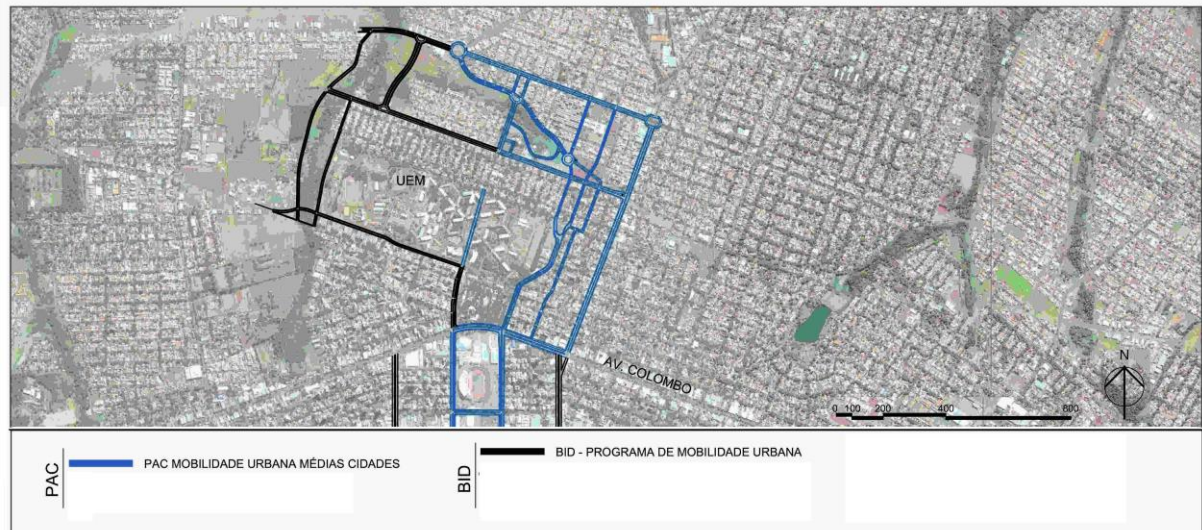 UEM
AV. COLOMBO
N
0 100 200 400 800
PAC
PAC MOBILIDADE URBANA MÉDIAS CIDADES
BID
BID - PROGRAMA DE MOBILIDADE URBANA